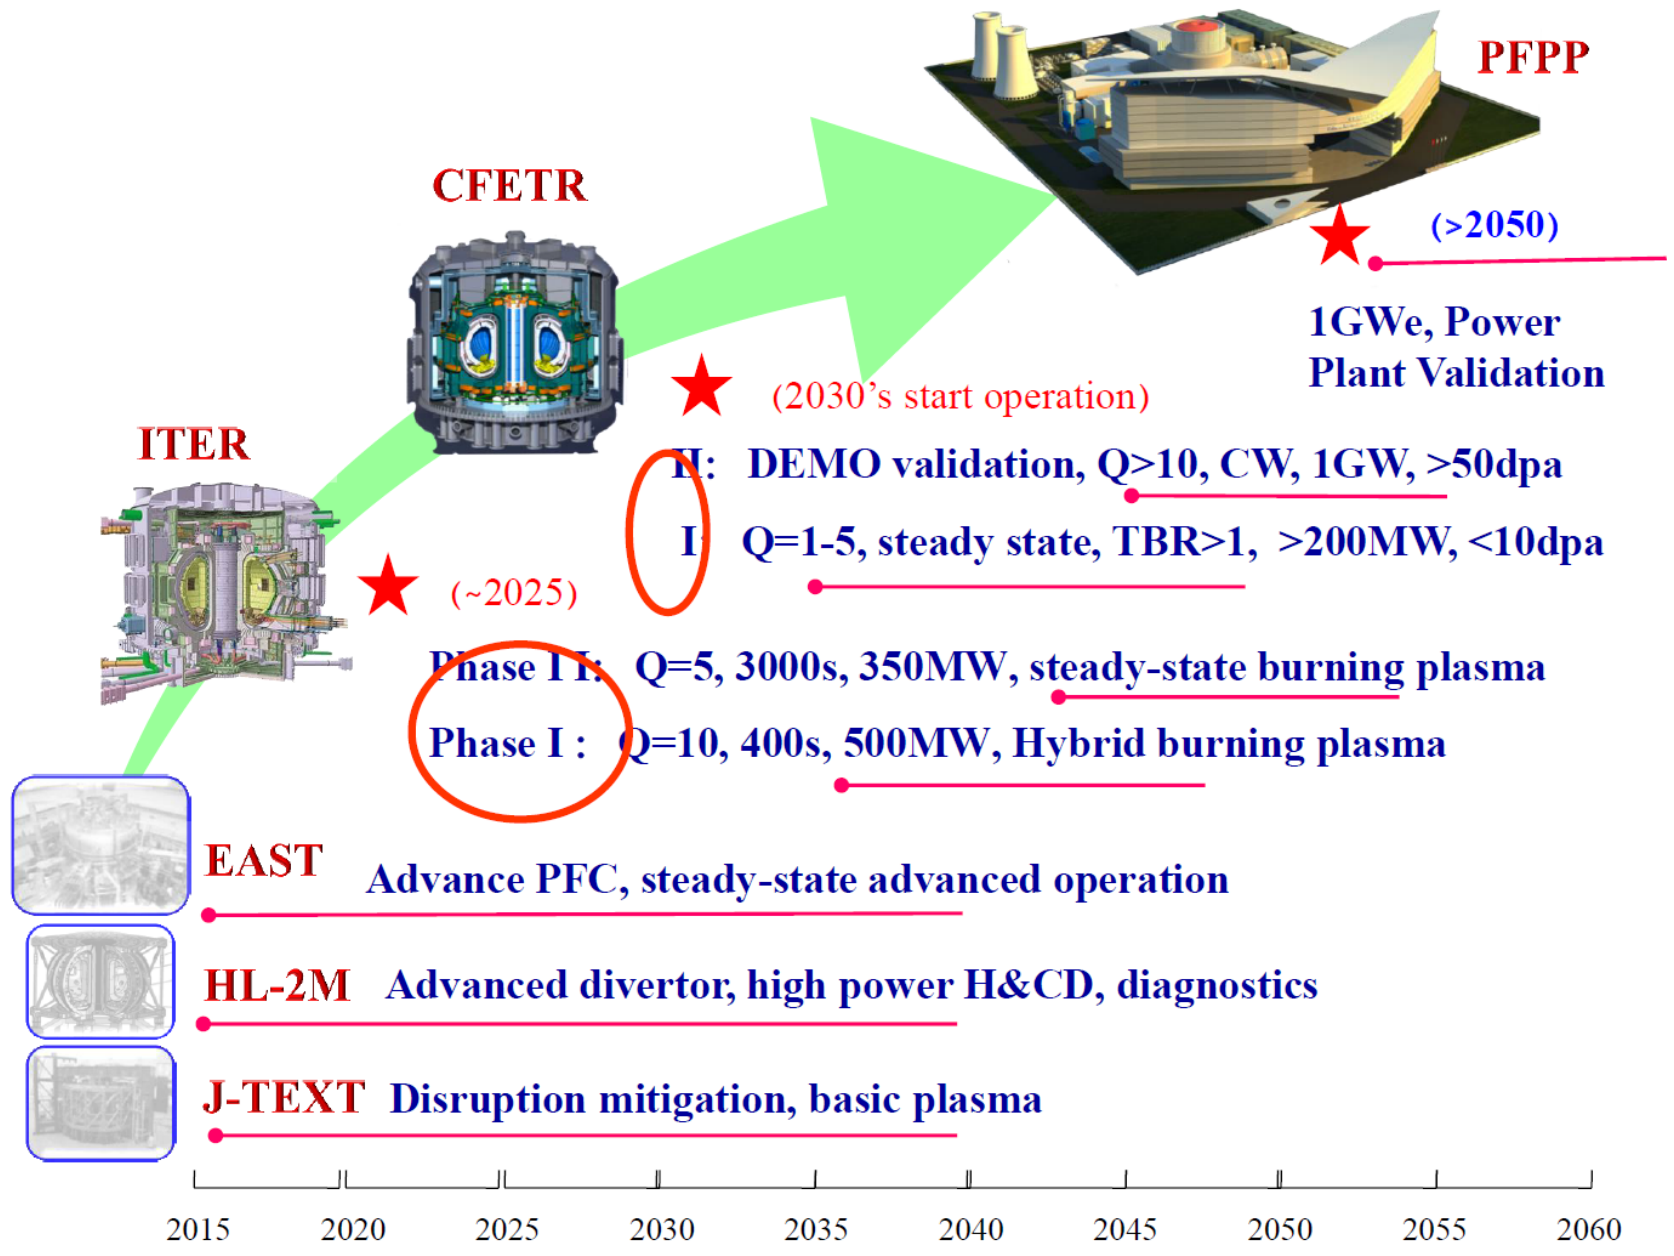 PFPP
CFETR
(>2050)
1GWe, Power
Plant Validation
(2030's start operation)
ITER
II: DEMO validation, Q>10, CW, 1GW, >50dpa
I: Q=1-5, steady state, TBR>1, >200MW, <10dpa
(~2025)
Phase I I: Q=5, 3000s, 350MW, steady-state burning plasma
Phase I : Q=10, 400s, 500MW, Hybrid burning plasma
EAST
Advance PFC, steady-state advanced operation
HL-2M Advanced divertor, high power H&CD, diagnostics
J-TEXT Disruption mitigation, basic plasma
2015 2020 2025 2030 2035 2040 2045 2050 2055 2060